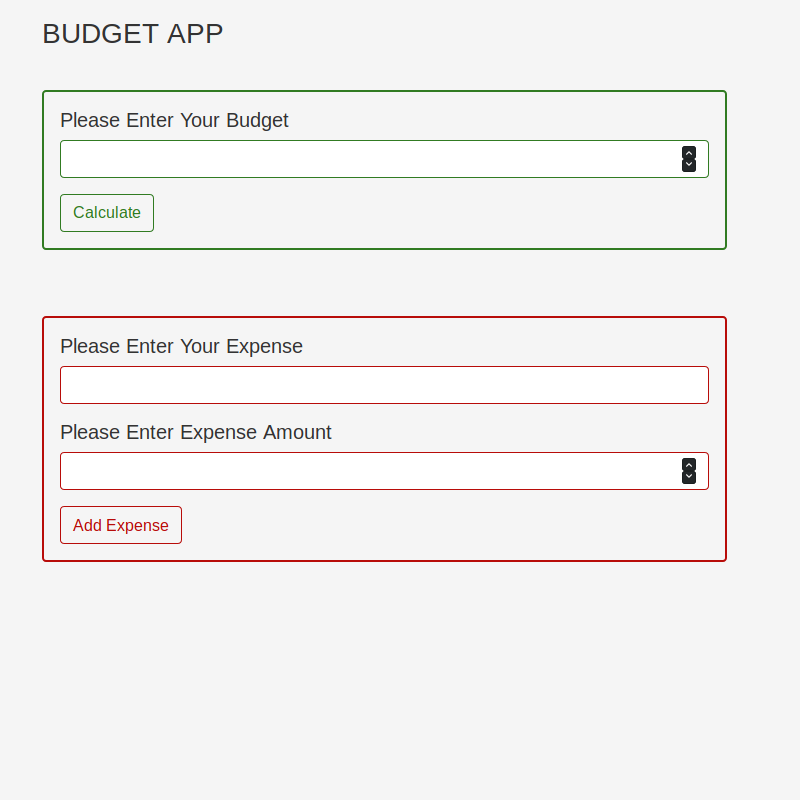 BUDGET APP
Please Enter Your Budget
Calculate
Please Enter Your Expense
Please Enter Expense Amount
Add Expense